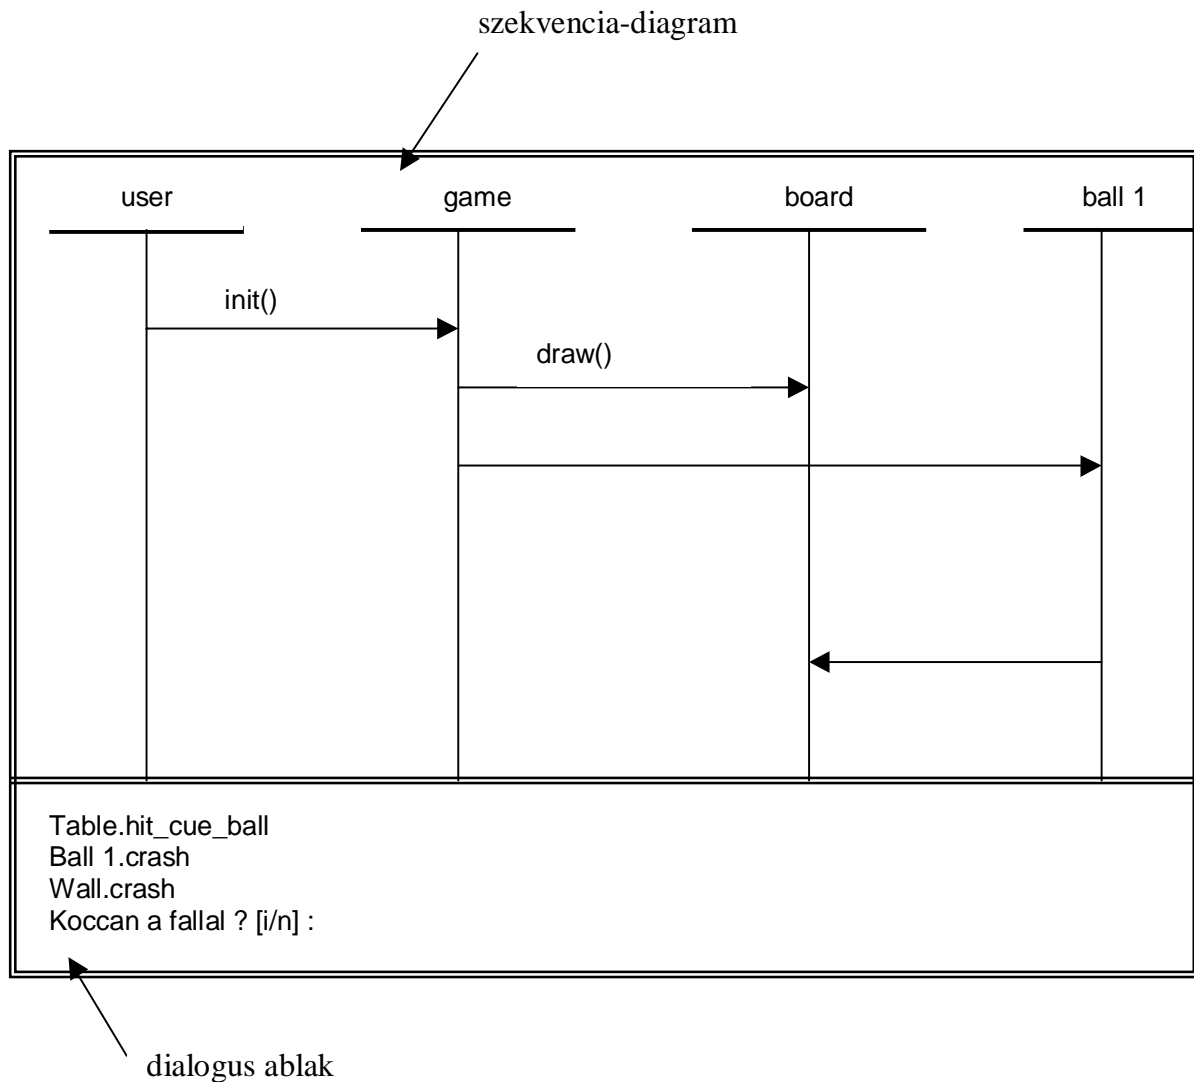 szekvencia-diagram
user game board ball 1
init()
draw()
Table.hit_cue_ball
Ball 1.crash
Wall.crash
Koccan a fallal ? [i/n] :
dialogus ablak